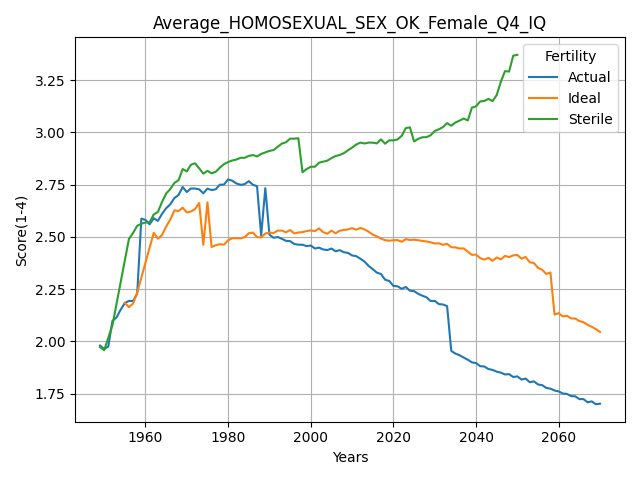 Average_HOMOSEXUAL_SEX_OK_Female_Q4_IQ
Fertility
Actual
Ideal
Sterile
Score(1-4)
3.25
3.00
2.75
2.50
2.25
2.00
1.75
1960 1980 2000 2020 2040 2060
Years